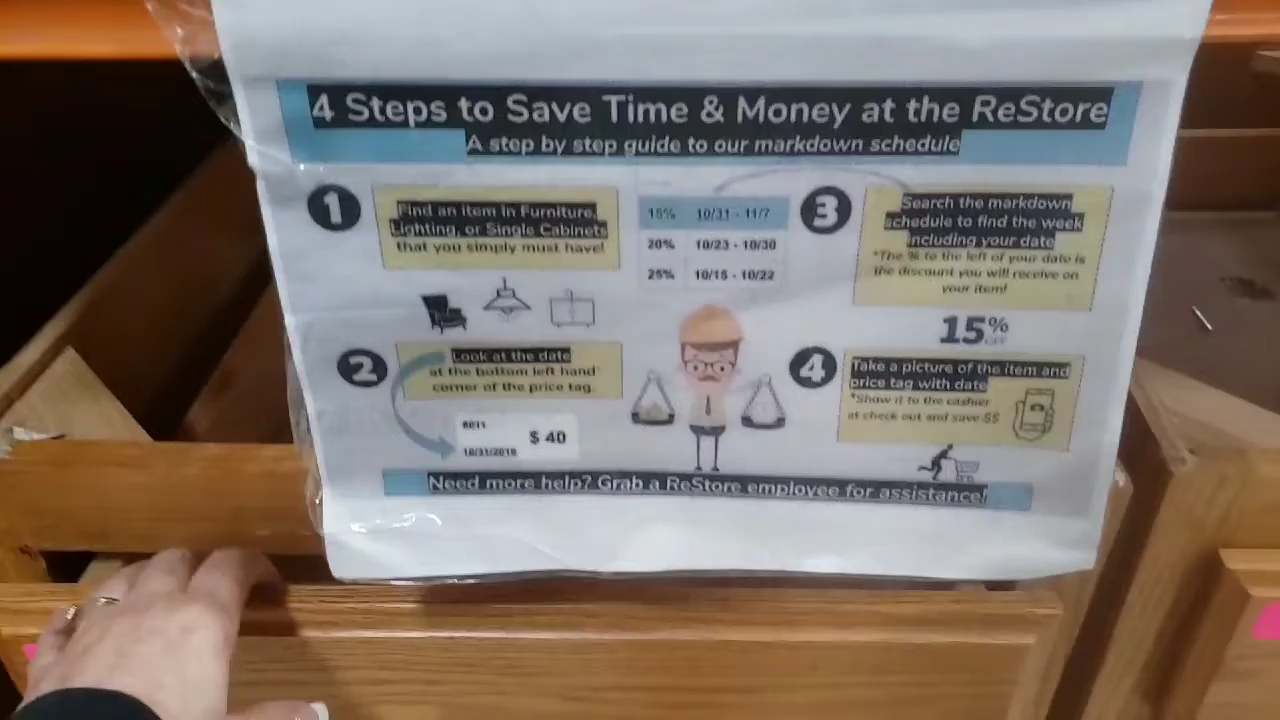 4 Steps to Save Time & Money at the ReStore
A step by step guide to our markdown schedule
1
Find an item in Furniture,
Lighting, or Single Cabinets
that you simply must have!
15% 10/31 - 11/7
20% 10/23 - 10/30
25% 10/15 - 10/22
3
Search the markdown
schedule to find the week
including your date
*The % to the left of your date is
the discount you will receive on
your item!
15% OFF
2
Look at the date
at the bottom left hand
corner of the price tag.
$ 40
4
Take a picture of the item and
price tag with date
*Show it to the cashier
at check out and save $$
Need more help? Grab a ReStore employee for assistance!